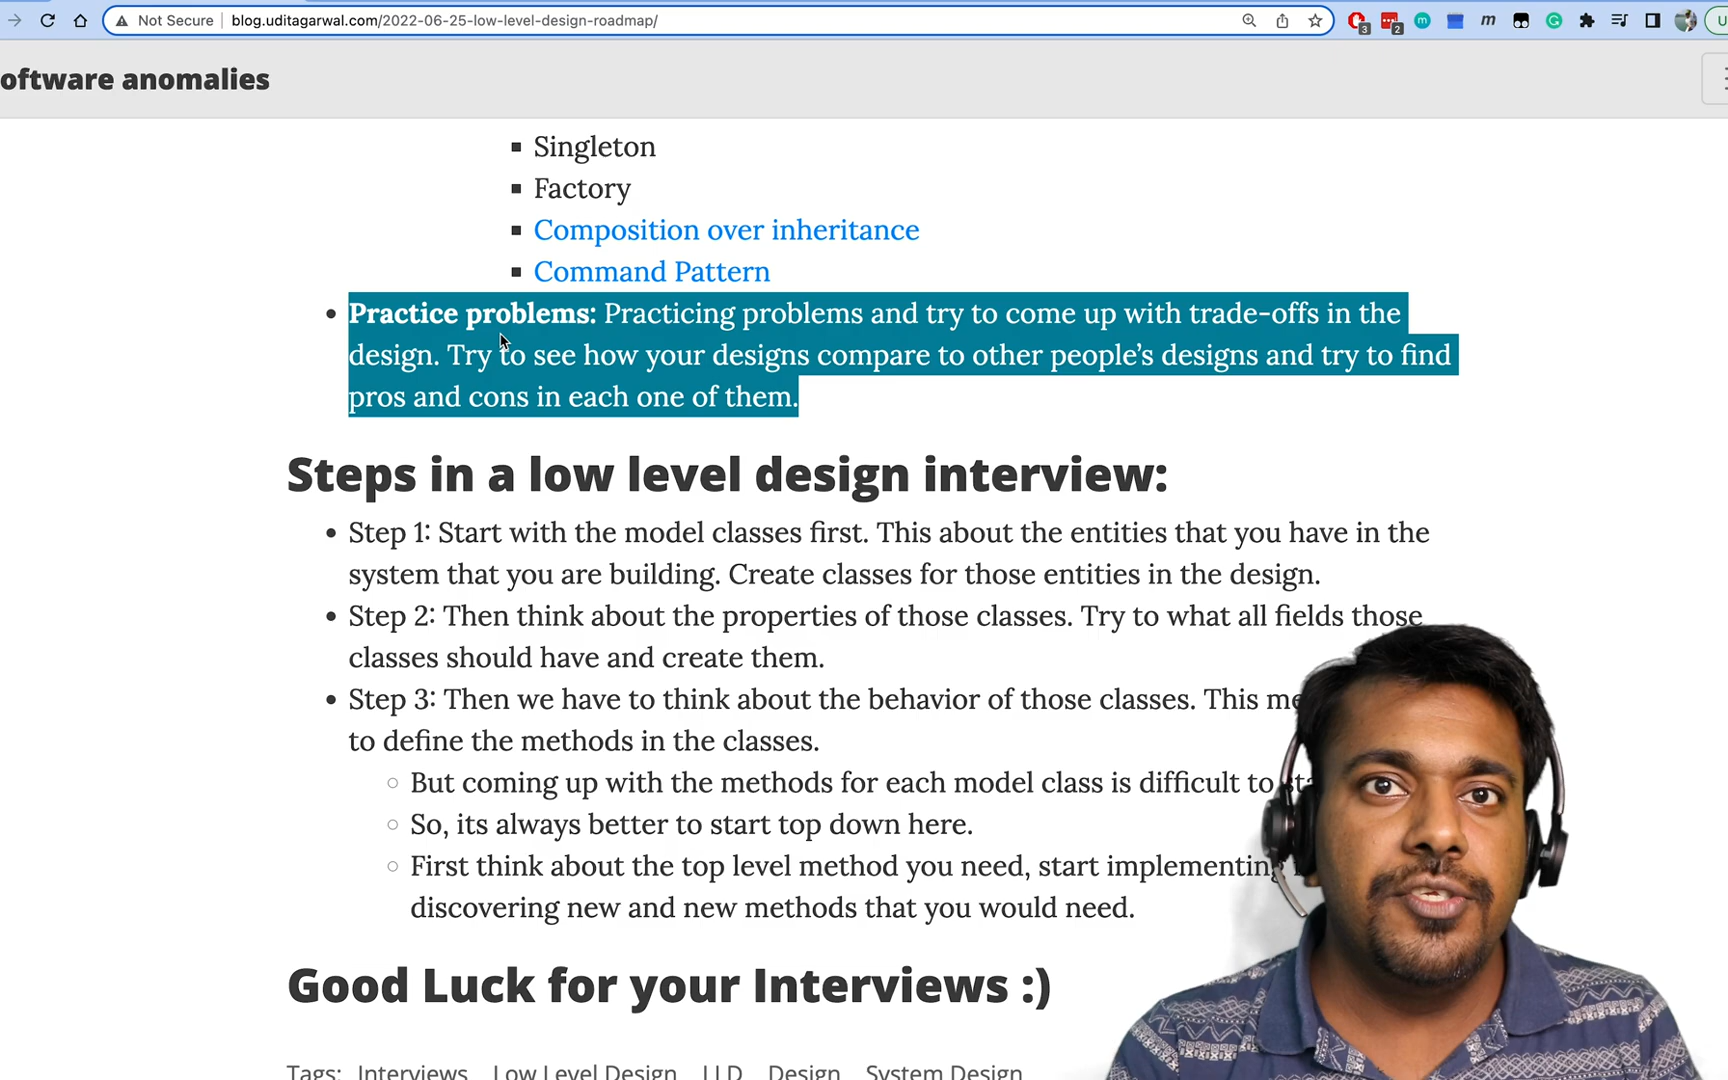 Not Secure | blog.uditagarwal.com/2022-06-25-low-level-design-roadmap/
oftware anomalies
Singleton
Factory
Composition over inheritance
Command Pattern
Practice problems: Practicing problems and try to come up with trade-offs in the
design. Try to see how your designs compare to other people's designs and try to find
pros and cons in each one of them.
Steps in a low level design interview:
Step 1: Start with the model classes first. This about the entities that you have in the
system that you are building. Create classes for those entities in the design.
Step 2: Then think about the properties of those classes. Try to what all fields those
classes should have and create them.
Step 3: Then we have to think about the behavior of those classes. This me
to define the methods in the classes.
But coming up with the methods for each model class is difficult to sta
So, its always better to start top down here.
First think about the top level method you need, start implementing
discovering new and new methods that you would need.
Good Luck for your Interviews :)
Tags: Interviews Low Level Design LLD Design System Design